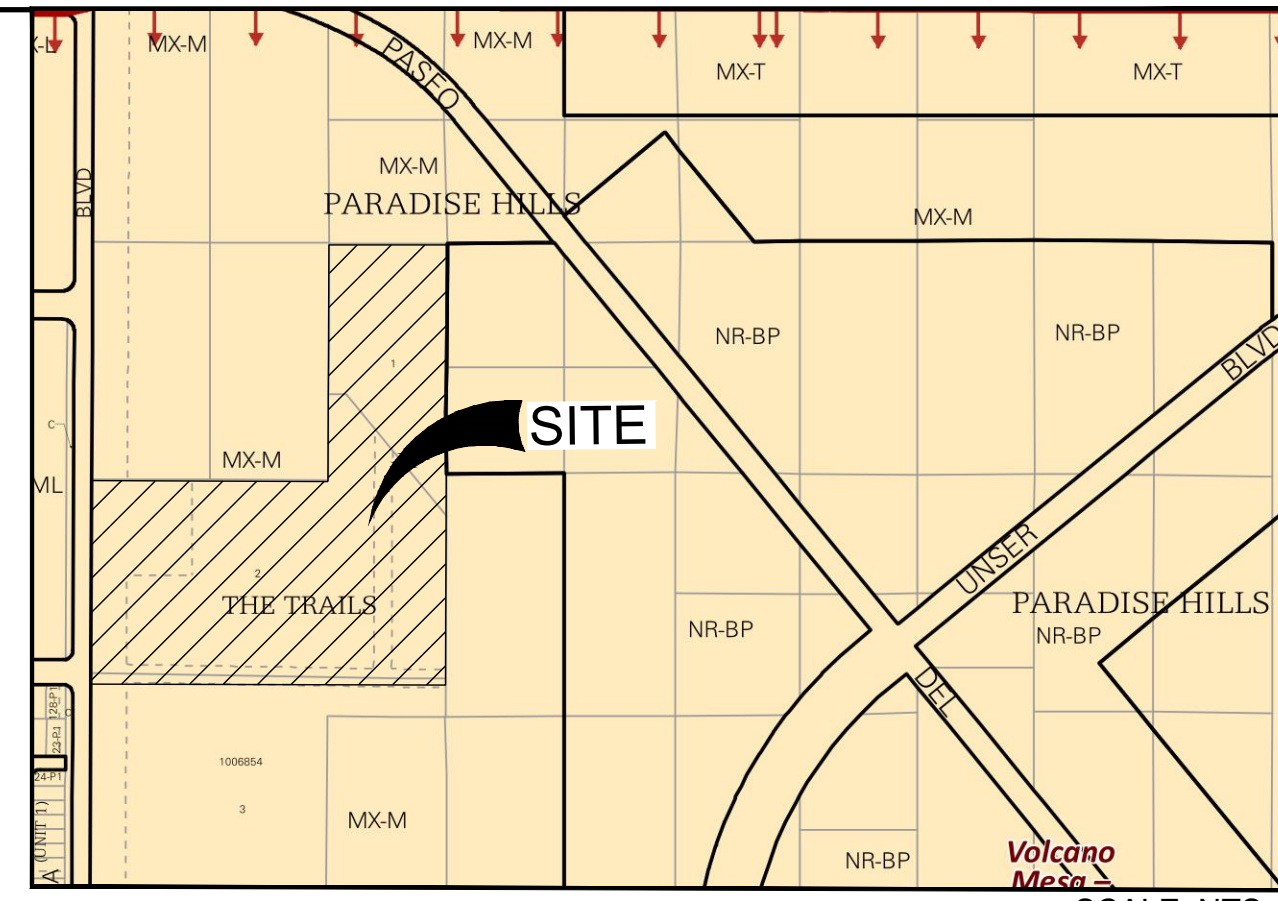 MX-M
MX-M
MX-T
MX-T
PASEO
BLVD
MX-M
PARADISE HILLS
MX-M
NR-BP
NR-BP
BLVD
1
SITE
C
MX-M
ML
UNSER
2
THE TRAILS
PARADISE HILLS
NR-BP
NR-BP
DEL
128-P1
23-P1
24-P1
1006854
3
MX-M
(UNIT 1)
A
NR-BP
Volcano
Mesa –